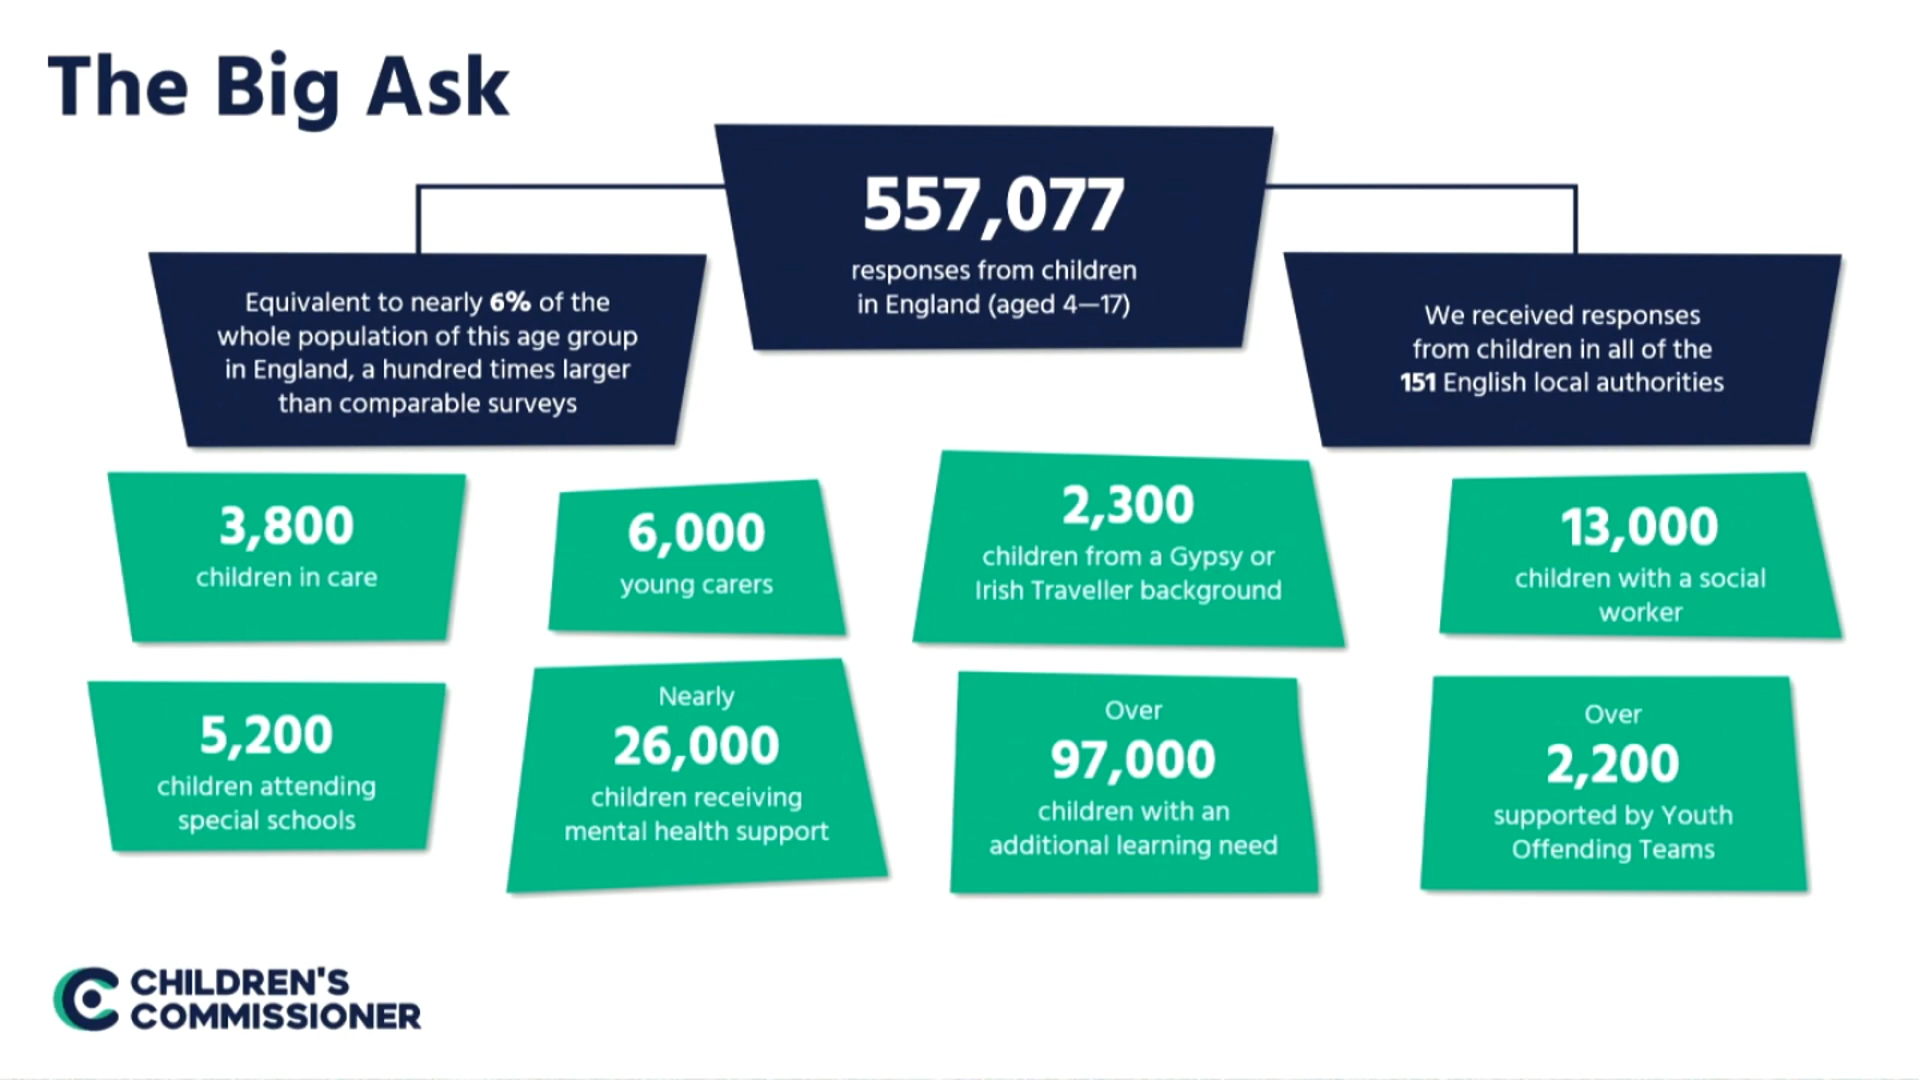 The Big Ask
557,077
responses from children
in England (aged 4—17)
Equivalent to nearly 6% of the
whole population of this age group
in England, a hundred times larger
than comparable surveys
We received responses
from children in all of the
151 English local authorities
3,800
children in care
6,000
young carers
2,300
children from a Gypsy or
Irish Traveller background
13,000
children with a social
worker
5,200
children attending
special schools
Nearly
26,000
children receiving
mental health support
Over
97,000
children with an
additional learning need
Over
2,200
supported by Youth
Offending Teams
CHILDREN'S
COMMISSIONER